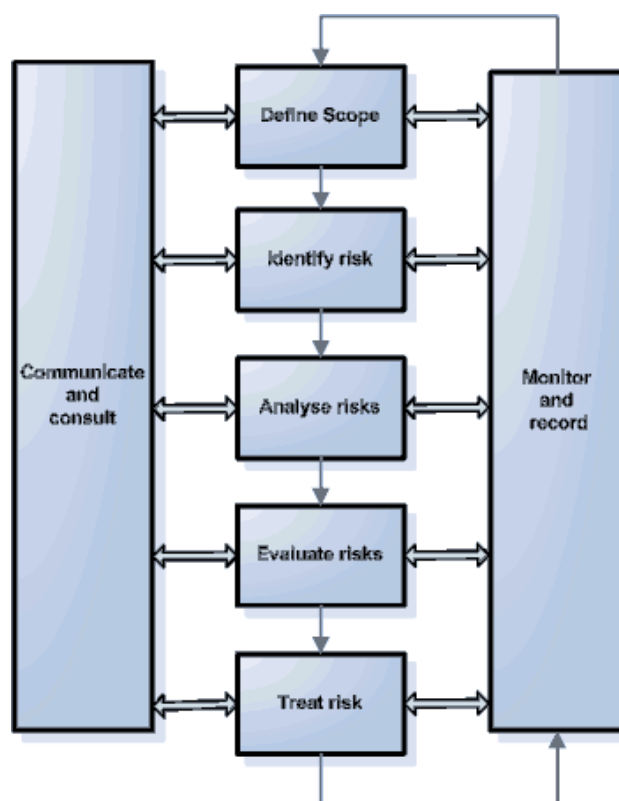 Define Scope
Identify risk
Communicate
and
consult
Analyse risks
Monitor
and
record
Evaluate risks
Treat risk